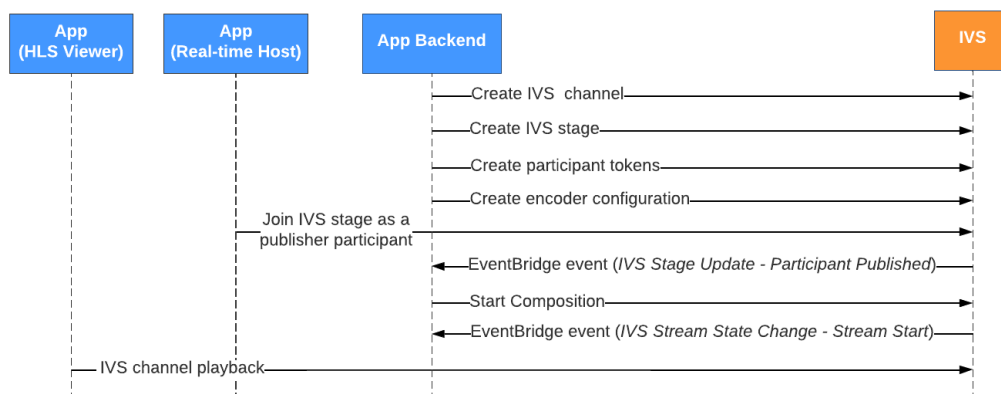 App
(HLS Viewer)
App
(Real-time Host)
App Backend
IVS
Create IVS channel
Create IVS stage
Create participant tokens
Create encoder configuration
Join IVS stage as a
publisher participant
EventBridge event (IVS Stage Update - Participant Published)
Start Composition
EventBridge event (IVS Stream State Change - Stream Start)
IVS channel playback